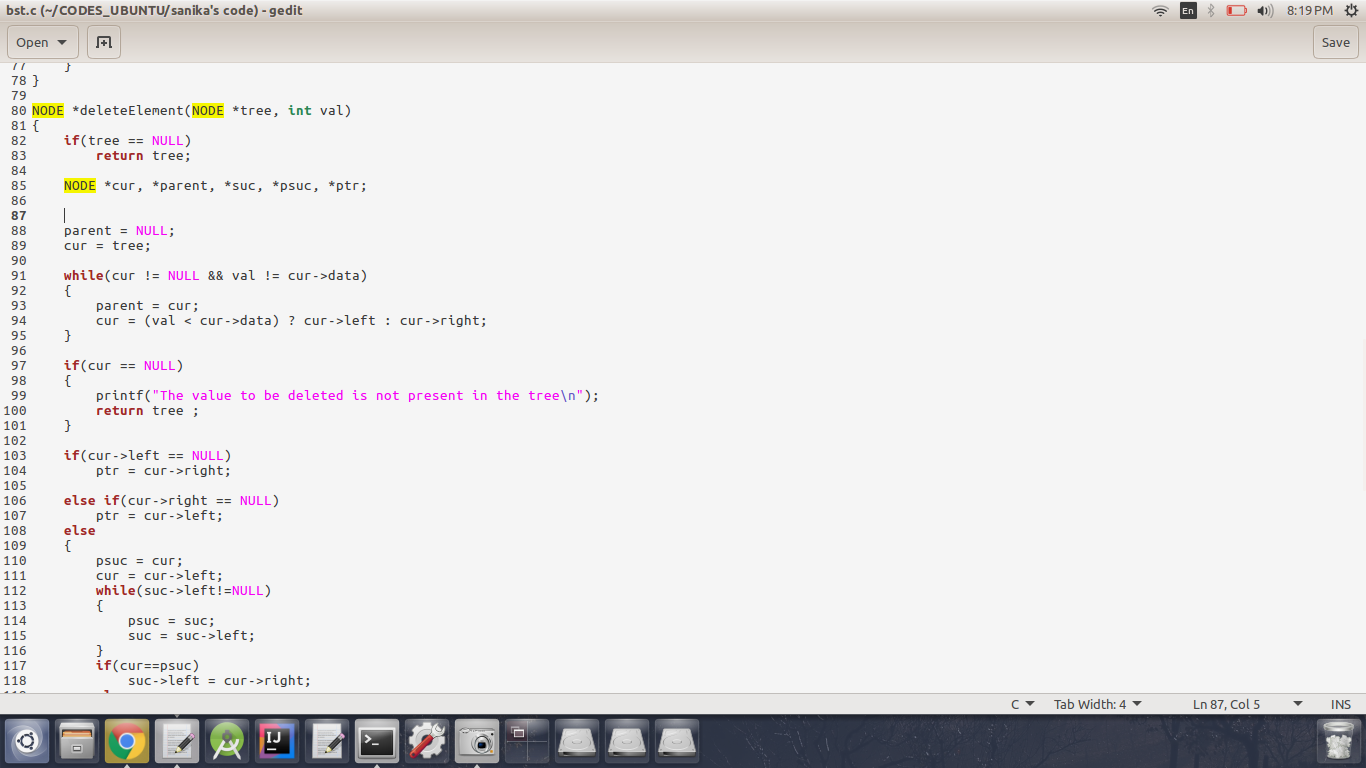 bst.c (~/CODES_UBUNTU/sanika's code) - gedit
En
8:19 PM
Open
Save
77 }
78 }
79
80 NODE *deleteElement(NODE *tree, int val)
81 {
82 if(tree == NULL)
83 return tree;
84
85 NODE *cur, *parent, *suc, *psuc, *ptr;
86
87
88 parent = NULL;
89 cur = tree;
90
91 while(cur != NULL && val != cur->data)
92 {
93 parent = cur;
94 cur = (val < cur->data) ? cur->left : cur->right;
95 }
96
97 if(cur == NULL)
98 {
99 printf("The value to be deleted is not present in the tree\n");
100 return tree ;
101 }
102
103 if(cur->left == NULL)
104 ptr = cur->right;
105
106 else if(cur->right == NULL)
107 ptr = cur->left;
108 else
109 {
110 psuc = cur;
111 cur = cur->left;
112 while(suc->left!=NULL)
113 {
114 psuc = suc;
115 suc = suc->left;
116 }
117 if(cur==psuc)
118 suc->left = cur->right;
C
Tab Width: 4
Ln 87, Col 5
INS
IJ
>_